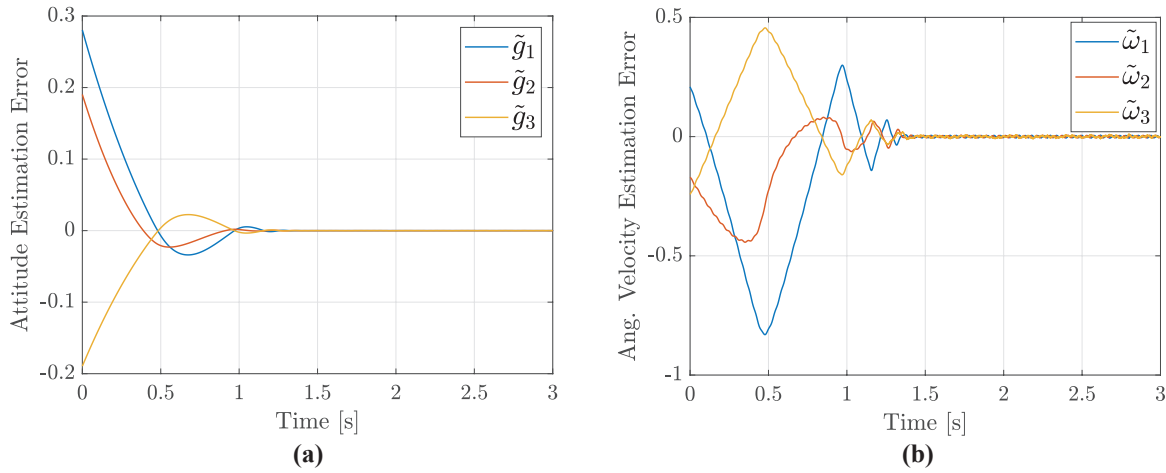 0.3
0.2
0.1
0
-0.1
-0.2
Attitude Estimation Error
g̃₁
g̃₂
g̃₃
0 0.5 1 1.5 2 2.5 3
Time [s]
(a)
0.5
0
-0.5
-1
Ang. Velocity Estimation Error
ω̃₁
ω̃₂
ω̃₃
0 0.5 1 1.5 2 2.5 3
Time [s]
(b)